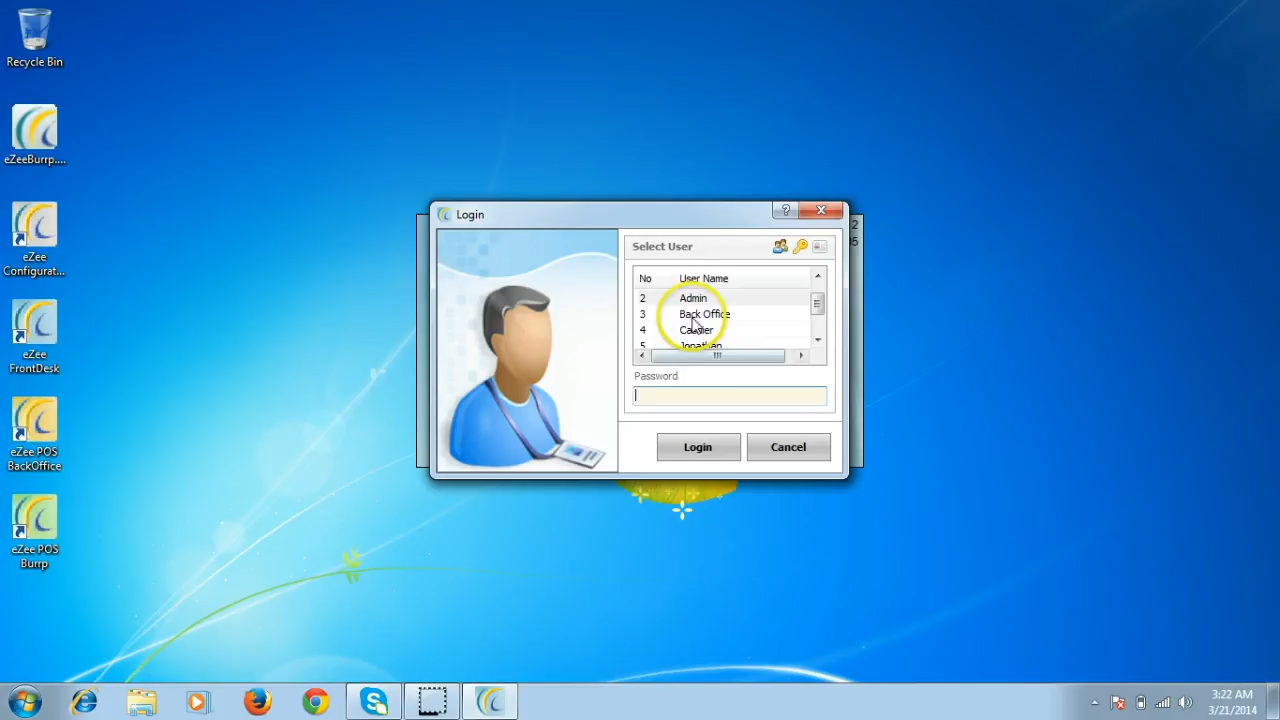 Recycle Bin
eZeeBurrp....
eZee
Configurat...
eZee
FrontDesk
eZee POS
BackOffice
eZee POS
Burrp
Login
?
Select User
No User Name
2 Admin
3 Back Office
4 Cashier
5 Jonathan
Password
Login Cancel
3:22 AM
3/21/2014